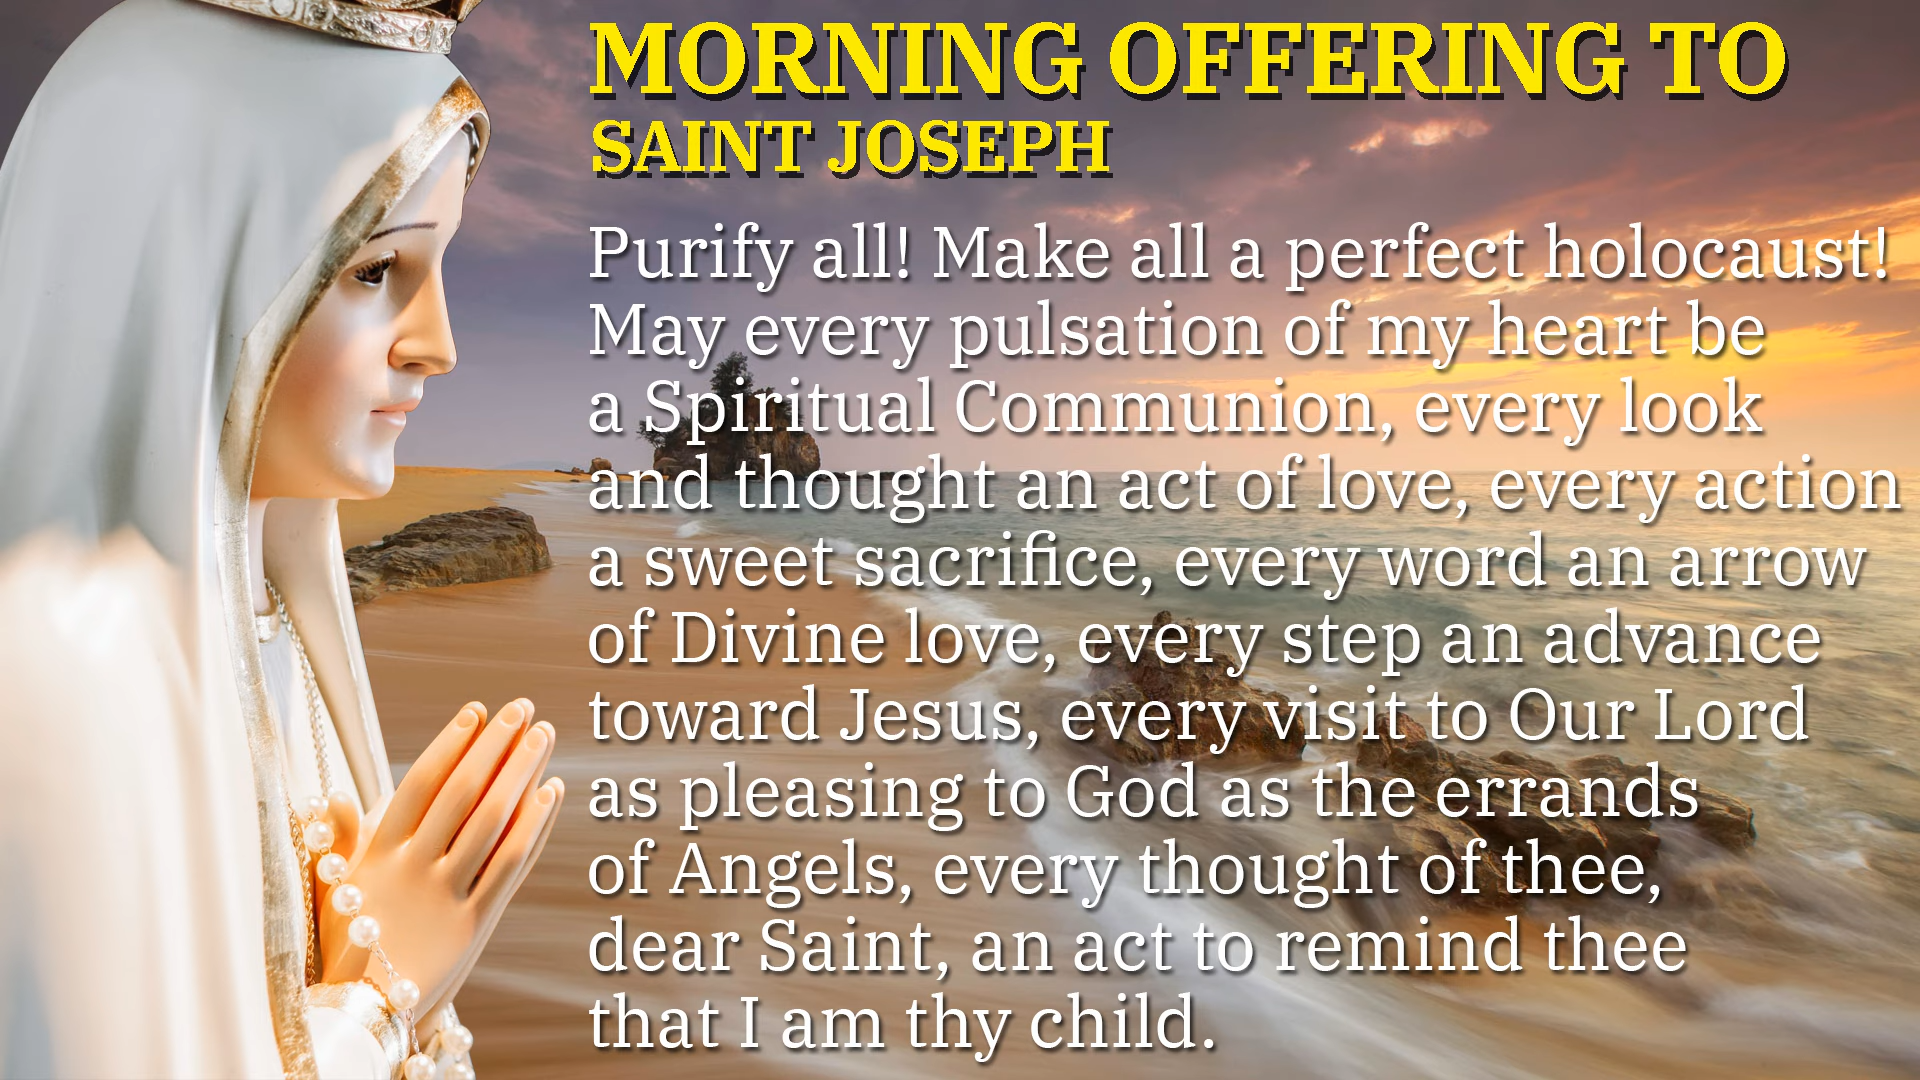 MORNING OFFERING TO
SAINT JOSEPH
Purify all! Make all a perfect holocaust!
May every pulsation of my heart be
a Spiritual Communion, every look
and thought an act of love, every action
a sweet sacrifice, every word an arrow
of Divine love, every step an advance
toward Jesus, every visit to Our Lord
as pleasing to God as the errands
of Angels, every thought of thee,
dear Saint, an act to remind thee
that I am thy child.